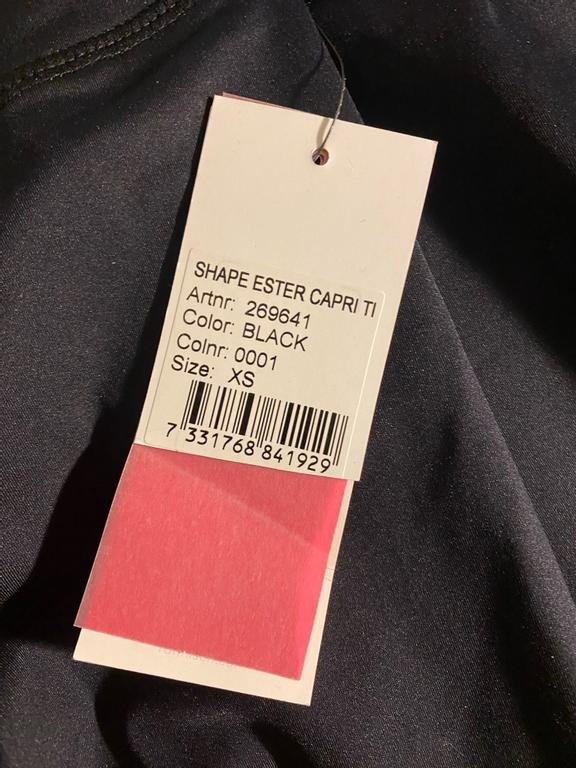 SHAPE ESTER CAPRI TI
Artnr: 269641
Color: BLACK
Colnr: 0001
Size: XS
7 331768 841929